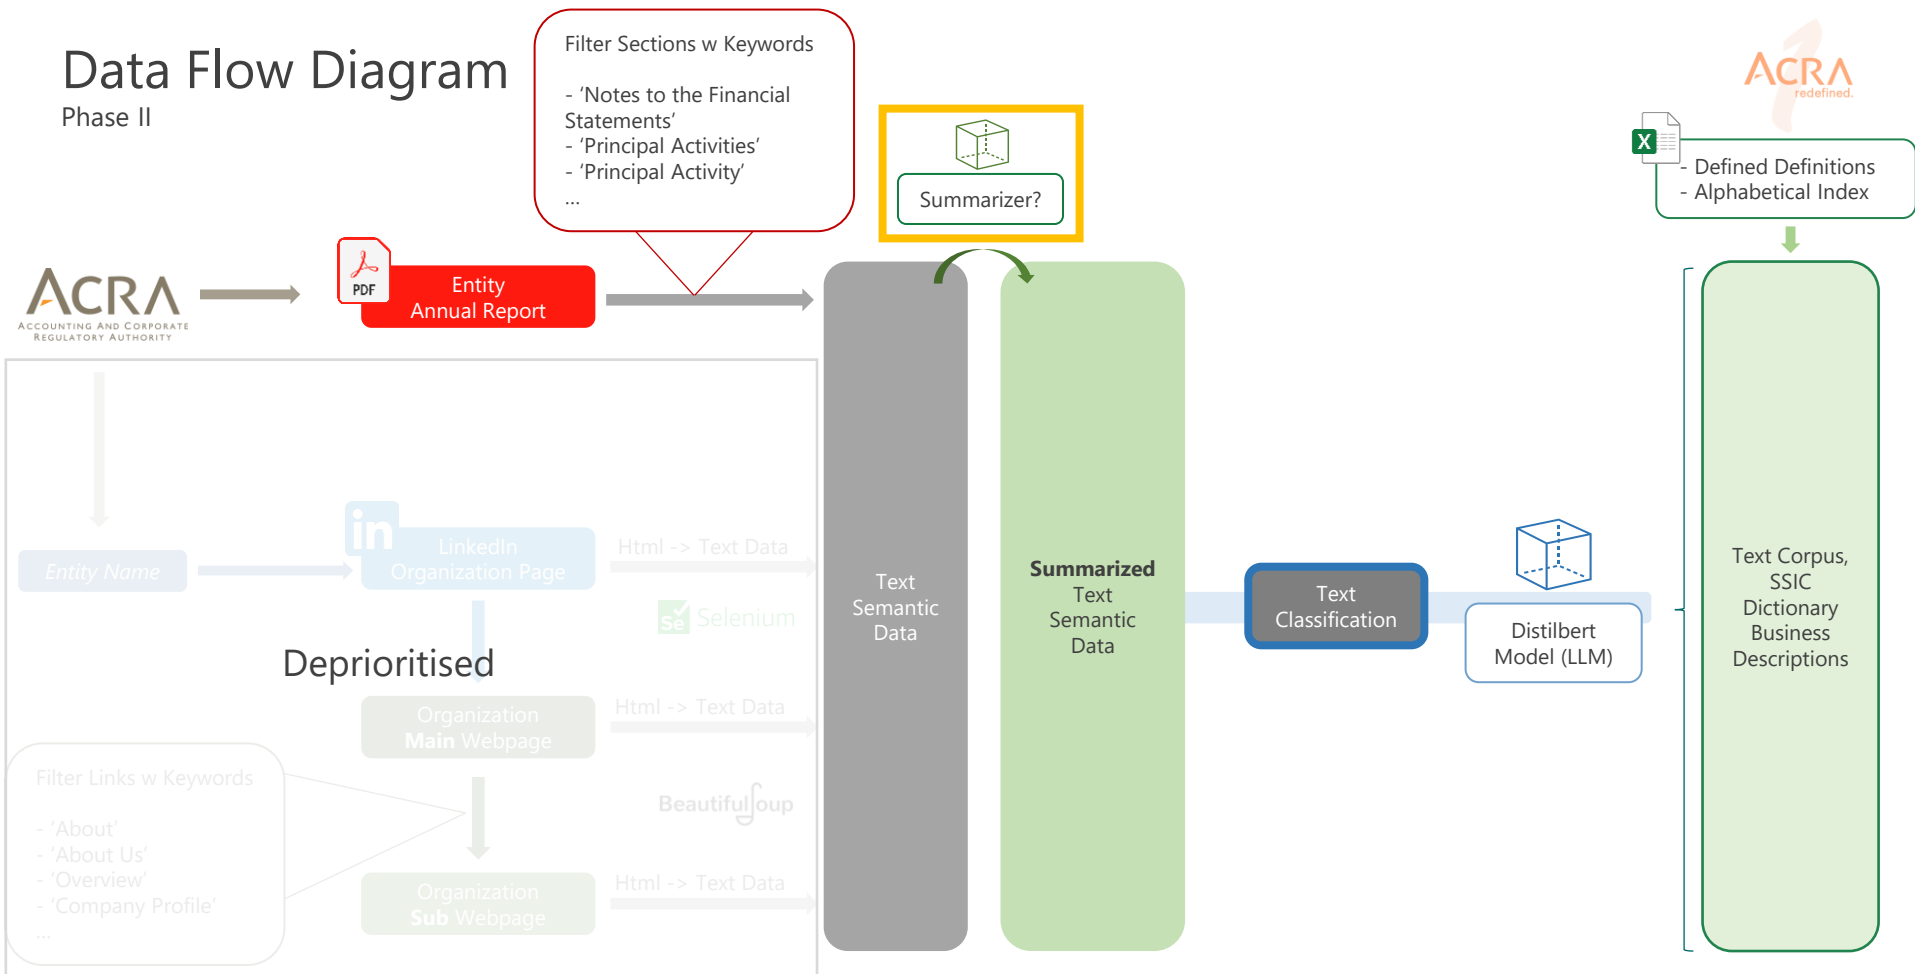 Data Flow Diagram
Phase II
Filter Sections w Keywords
- ‘Notes to the Financial
Statements’
- ‘Principal Activities’
- ‘Principal Activity’
...
Summarizer?
ACRA
redefined.
X
- Defined Definitions
- Alphabetical Index
ACRA
ACCOUNTING AND CORPORATE
REGULATORY AUTHORITY
PDF
Entity
Annual Report
Entity Name
in
LinkedIn
Organization Page
Html -> Text Data
Se Selenium
Deprioritised
Organization
Main Webpage
Html -> Text Data
BeautifulSoup
Filter Links w Keywords
- ‘About’
- ‘About Us’
- ‘Overview’
- ‘Company Profile’
...
Organization
Sub Webpage
Html -> Text Data
Text
Semantic
Data
Summarized
Text
Semantic
Data
Text
Classification
Distilbert
Model (LLM)
Text Corpus,
SSIC
Dictionary
Business
Descriptions